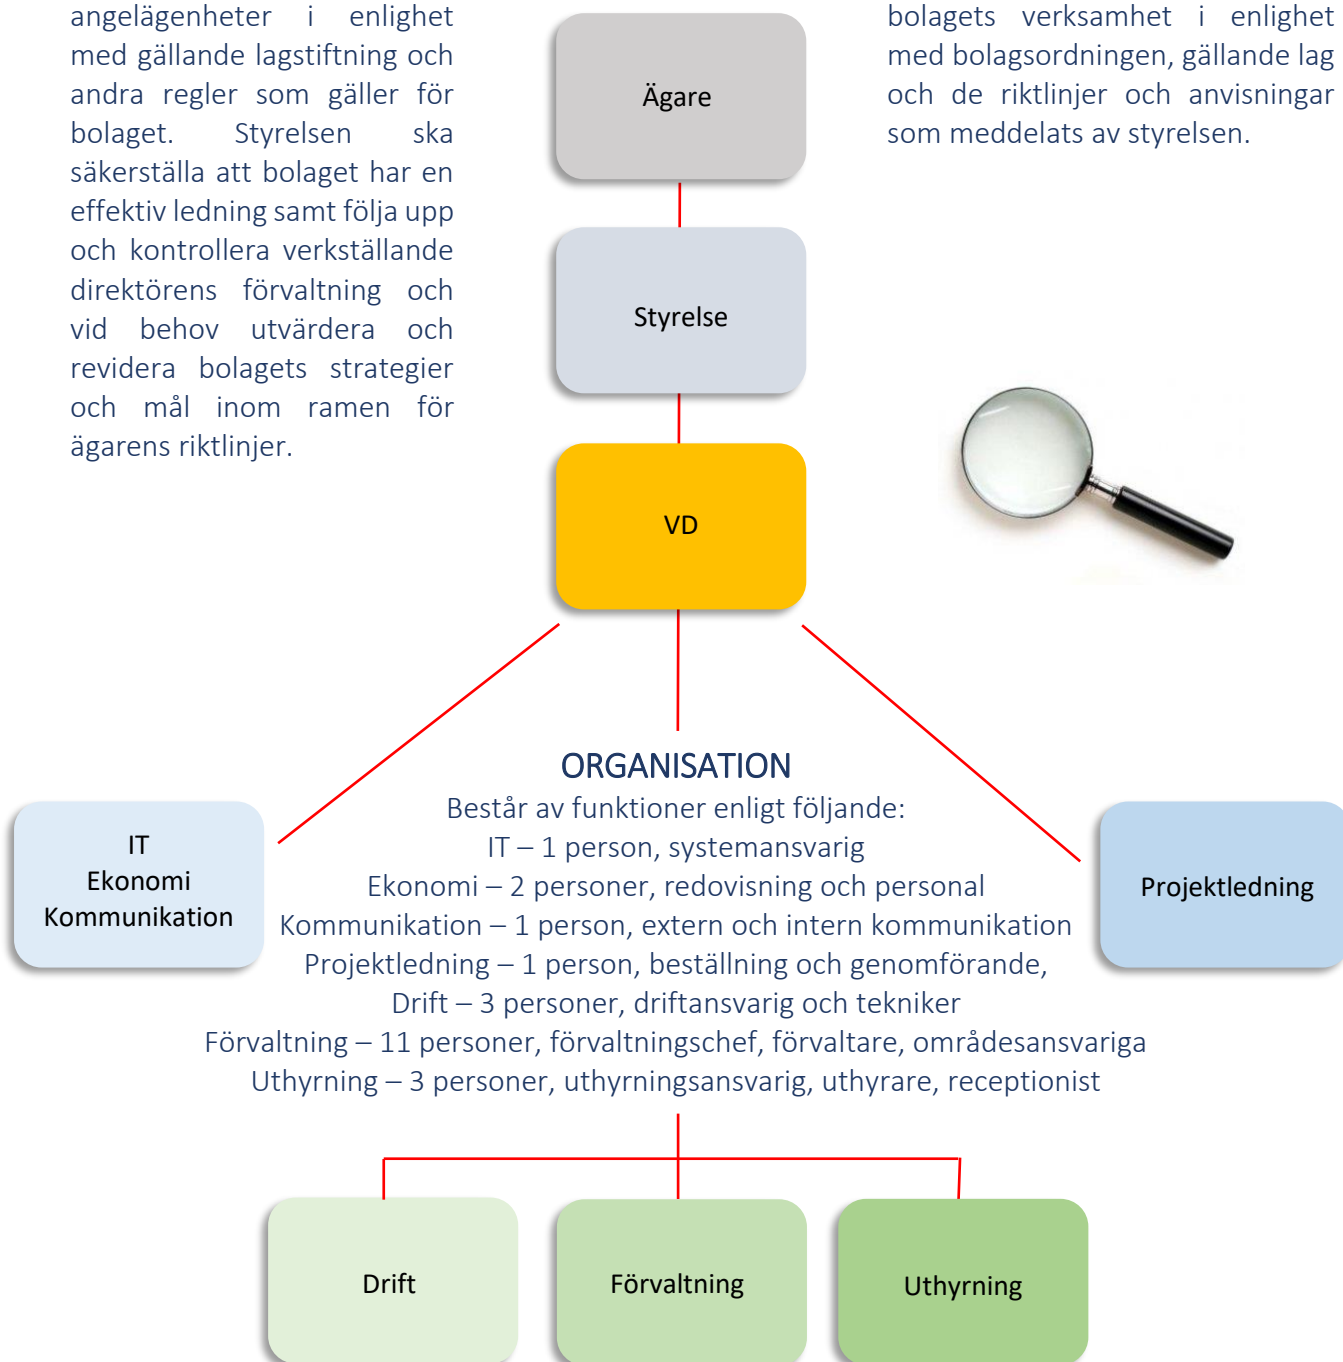 angelägenheter i enlighet
med gällande lagstiftning och
andra regler som gäller för
bolaget. Styrelsen ska
säkerställa att bolaget har en
effektiv ledning samt följa upp
och kontrollera verkställande
direktörens förvaltning och
vid behov utvärdera och
revidera bolagets strategier
och mål inom ramen för
ägarens riktlinjer.
bolagets verksamhet i enlighet
med bolagsordningen, gällande lag
och de riktlinjer och anvisningar
som meddelats av styrelsen.
Ägare
Styrelse
VD
ORGANISATION
Består av funktioner enligt följande:
IT – 1 person, systemansvarig
Ekonomi – 2 personer, redovisning och personal
Kommunikation – 1 person, extern och intern kommunikation
Projektledning – 1 person, beställning och genomförande,
Drift – 3 personer, driftansvarig och tekniker
Förvaltning – 11 personer, förvaltningschef, förvaltare, områdesansvariga
Uthyrning – 3 personer, uthyrningsansvarig, uthyrare, receptionist
IT
Ekonomi
Kommunikation
Projektledning
Drift
Förvaltning
Uthyrning